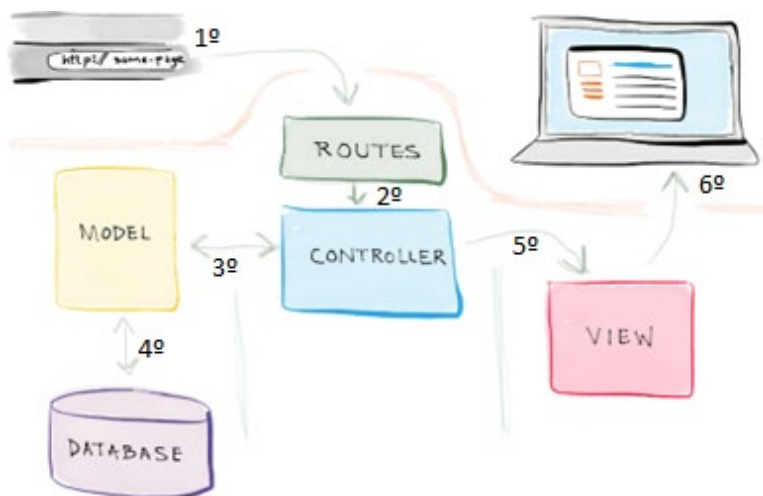 1º
http:// some-page
ROUTES
2º
MODEL
3º
CONTROLLER
5º
6º
VIEW
4º
DATABASE